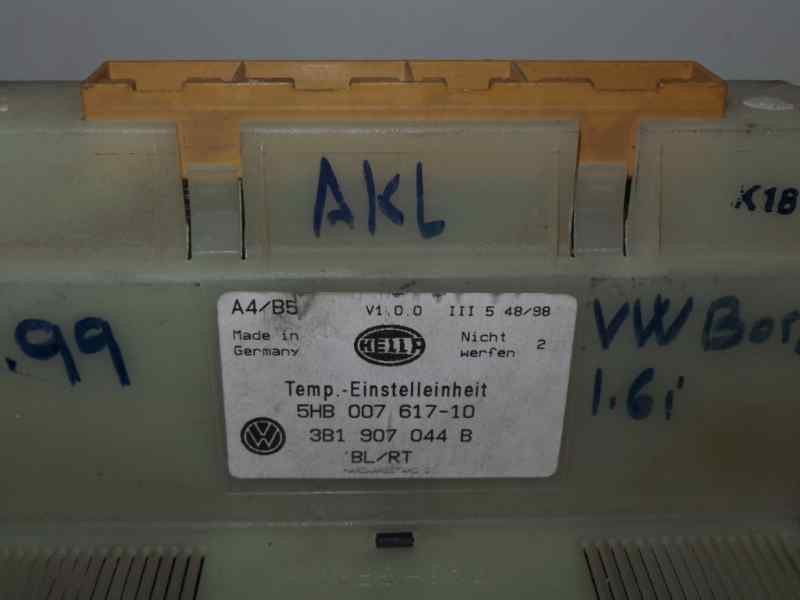 AKL
K18
A4/B5 V1.0.0 III 5 48/98
Made in Germany
HELLA
Nicht werfen 2
Temp.-Einstelleinheit
5HB 007 617-10
VW
3B1 907 044 B
BL/RT
.99
VW Bor
1.6i